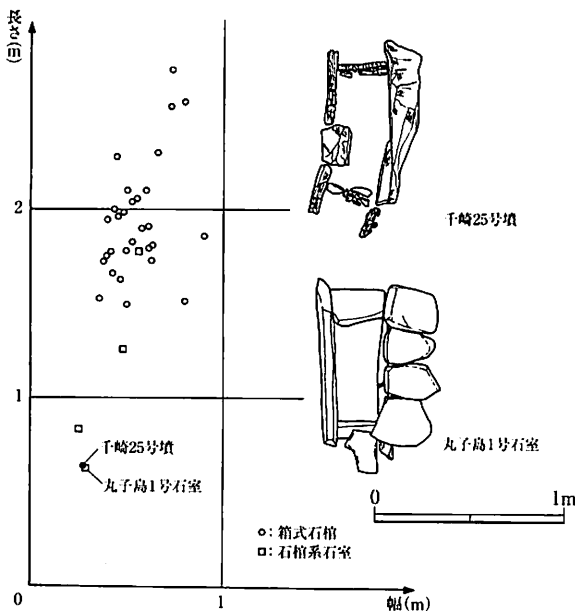 長さ(m)
2
1
0
1
幅(m)
千崎25号墳
丸子島1号石室
○：箱式石棺
□：石棺系石室
千崎25号墳
丸子島1号石室
0
1m